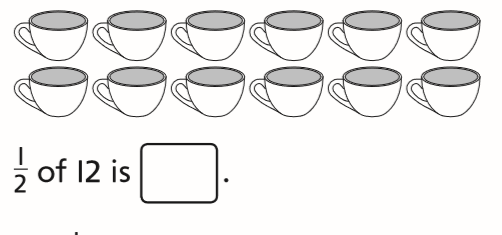 1/2 of 12 is .